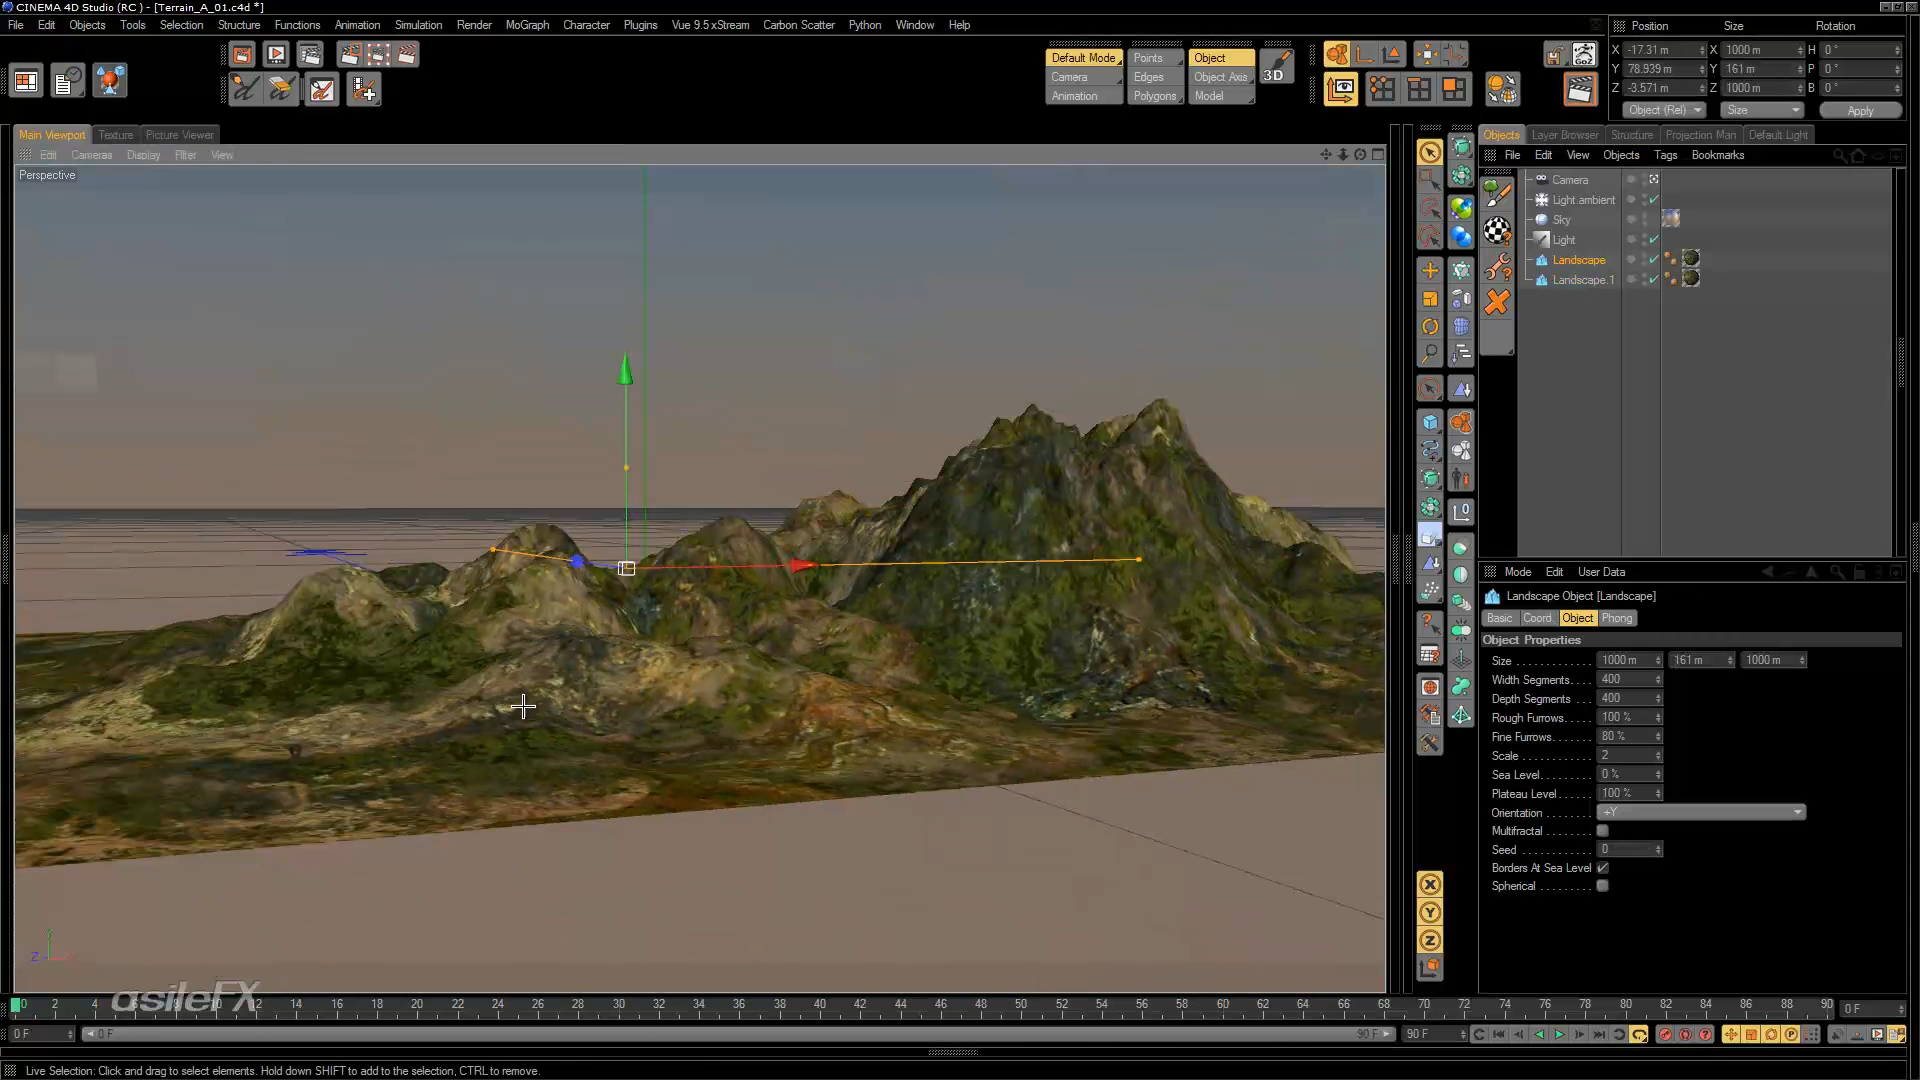 CINEMA 4D Studio (RC ) - [Terrain_A_01.c4d *]
File Edit Objects Tools Selection Structure Functions Animation Simulation Render MoGraph Character Plugins Vue 9.5 xStream Carbon Scatter Python Window Help
Position Size Rotation
X -17.31 m X 1000 m H 0 °
Y 78.939 m Y 161 m P 0 °
Z -3.571 m Z 1000 m B 0 °
Object (Rel) Size Apply
Default Mode Points Object
Camera Edges Object Axis
Animation Polygons Model
3D
GoZ
Main Viewport Texture Picture Viewer
Edit Cameras Display Filter View
Perspective
Objects Layer Browser Structure Projection Man Default Light
File Edit View Objects Tags Bookmarks
Camera
Light.ambient
Sky
Light
Landscape
Landscape.1
Mode Edit User Data
Landscape Object [Landscape]
Basic Coord Object Phong
Object Properties
Size . . . . . . . . . . . . 1000 m 161 m 1000 m
Width Segments. . . . 400
Depth Segments . . . 400
Rough Furrows. . . . . 100 %
Fine Furrows. . . . . . . 80 %
Scale . . . . . . . . . . . 2
Sea Level. . . . . . . . . 0 %
Plateau Level . . . . . . 100 %
Orientation . . . . . . . . +Y
Multifractal . . . . . . . .
Seed . . . . . . . . . . . 0
Borders At Sea Level
Spherical . . . . . . . . .
X
Y
Z
Y
Z
asileFX
0 2 4 10 12 14 16 18 20 22 24 26 28 30 32 34 36 38 40 42 44 46 48 50 52 54 56 58 60 62 64 66 68 70 72 74 76 78 80 82 84 86 88 90 0 F
0 F 0 F 90 F 90 F
Live Selection: Click and drag to select elements. Hold down SHIFT to add to the selection, CTRL to remove.